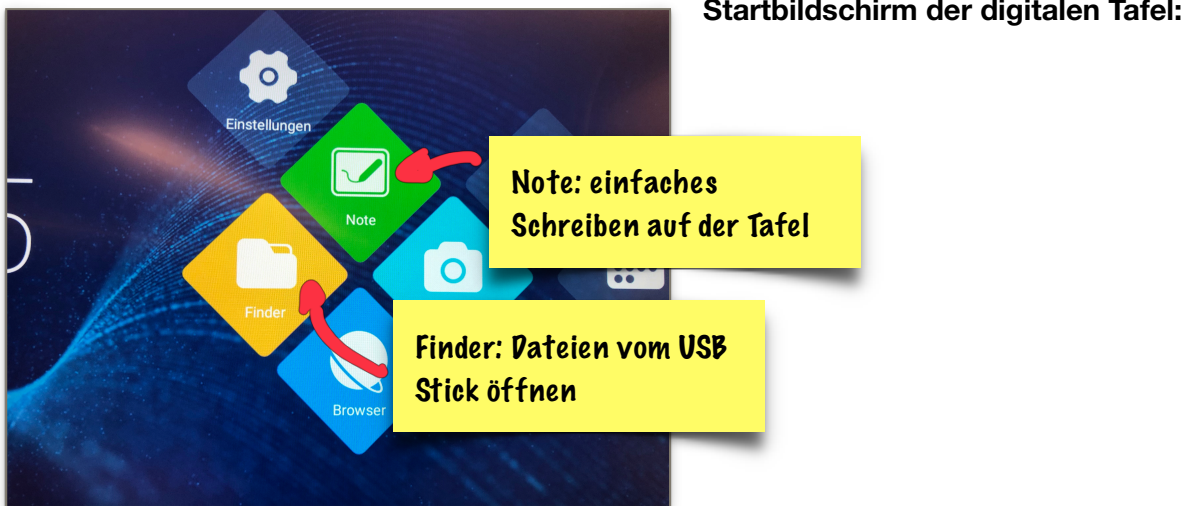 Startbildschirm der digitalen Tafel:
Einstellungen
Note
Note: einfaches
Schreiben auf der Tafel
Finder
Finder: Dateien vom USB
Stick öffnen
Browser